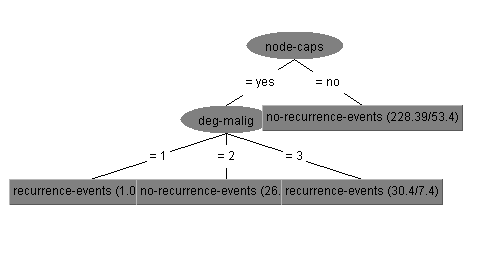 node-caps
= yes
= no
deg-malig
no-recurrence-events (228.39/53.4)
= 1
= 2
= 3
recurrence-events (1.0
no-recurrence-events (26.
recurrence-events (30.4/7.4)